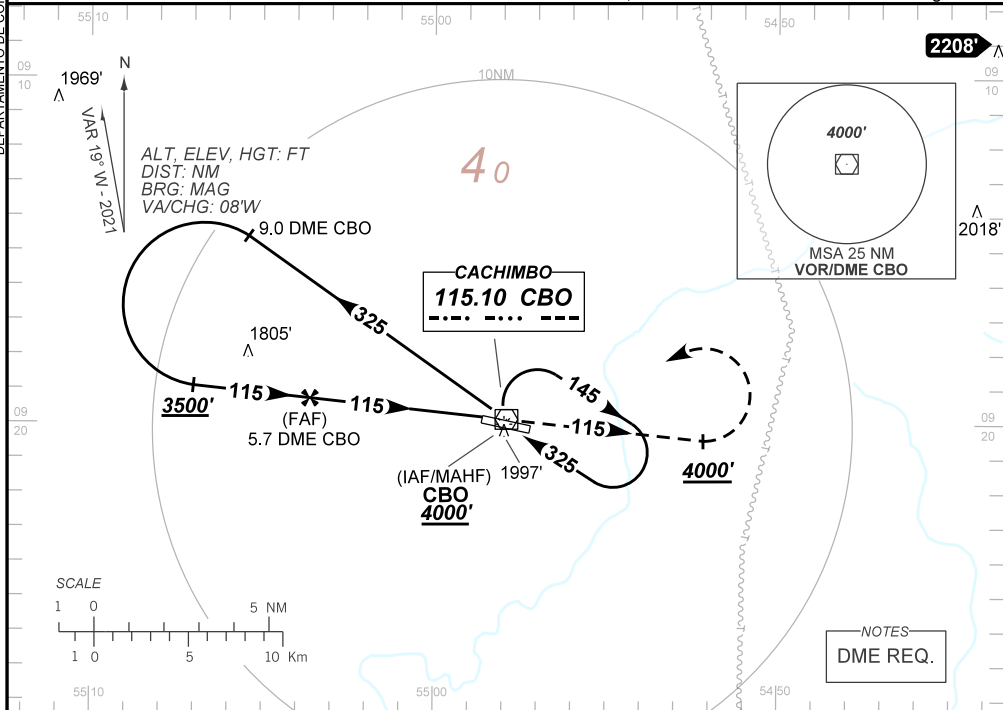 55 10
55 00
54 50
2208'
09
10
09
10
1969'
N
VAR 19° W - 2021
10NM
ALT, ELEV, HGT: FT
DIST: NM
BRG: MAG
VA/CHG: 08'W
40
4000'
MSA 25 NM
VOR/DME CBO
2018'
9.0 DME CBO
CACHIMBO
115.10 CBO
325
1805'
145
3500'
115
115
115
(FAF)
5.7 DME CBO
09
20
09
20
325
4000'
(IAF/MAHF)
1997'
CBO
4000'
SCALE
1 0 5 NM
1 0 5 10 Km
NOTES
DME REQ.
55 10
55 00
54 50